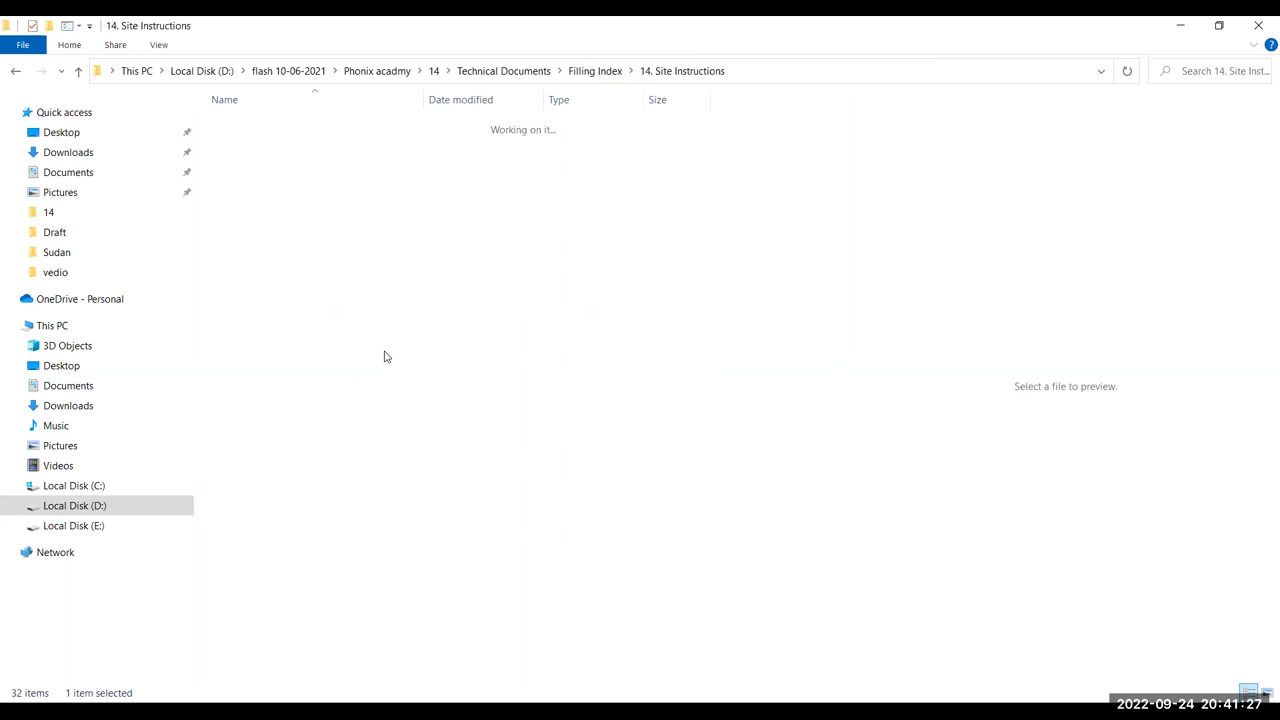 14. Site Instructions
File
Home
Share
View
This PC
Local Disk (D:)
flash 10-06-2021
Phonix acadmy
14
Technical Documents
Filling Index
14. Site Instructions
Search 14. Site Inst...
Name
Date modified
Type
Size
Working on it...
Quick access
Desktop
Downloads
Documents
Pictures
14
Draft
Sudan
vedio
OneDrive - Personal
This PC
3D Objects
Desktop
Documents
Downloads
Music
Pictures
Videos
Local Disk (C:)
Local Disk (D:)
Local Disk (E:)
Network
Select a file to preview.
32 items
1 item selected
2022-09-24 20:41:27